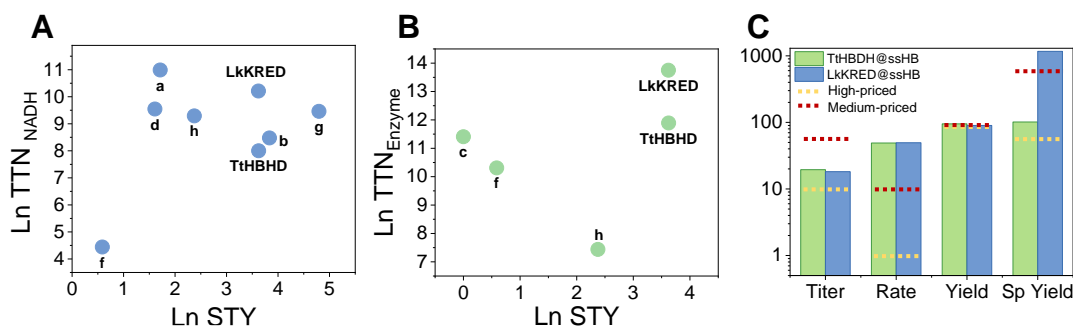 A
11
10
9
8
7
6
5
4
Ln TTN NADH
0 1 2 3 4 5
Ln STY
a
d
h
LkKRED
b
g
TtHBHD
f
B
14
13
12
11
10
9
8
7
Ln TTN Enzyme
0 1 2 3 4
Ln STY
LkKRED
TtHBHD
c
f
h
C
1000
100
10
1
TtHBDH@ssHB
LkKRED@ssHB
High-priced
Medium-priced
Titer Rate Yield Sp Yield